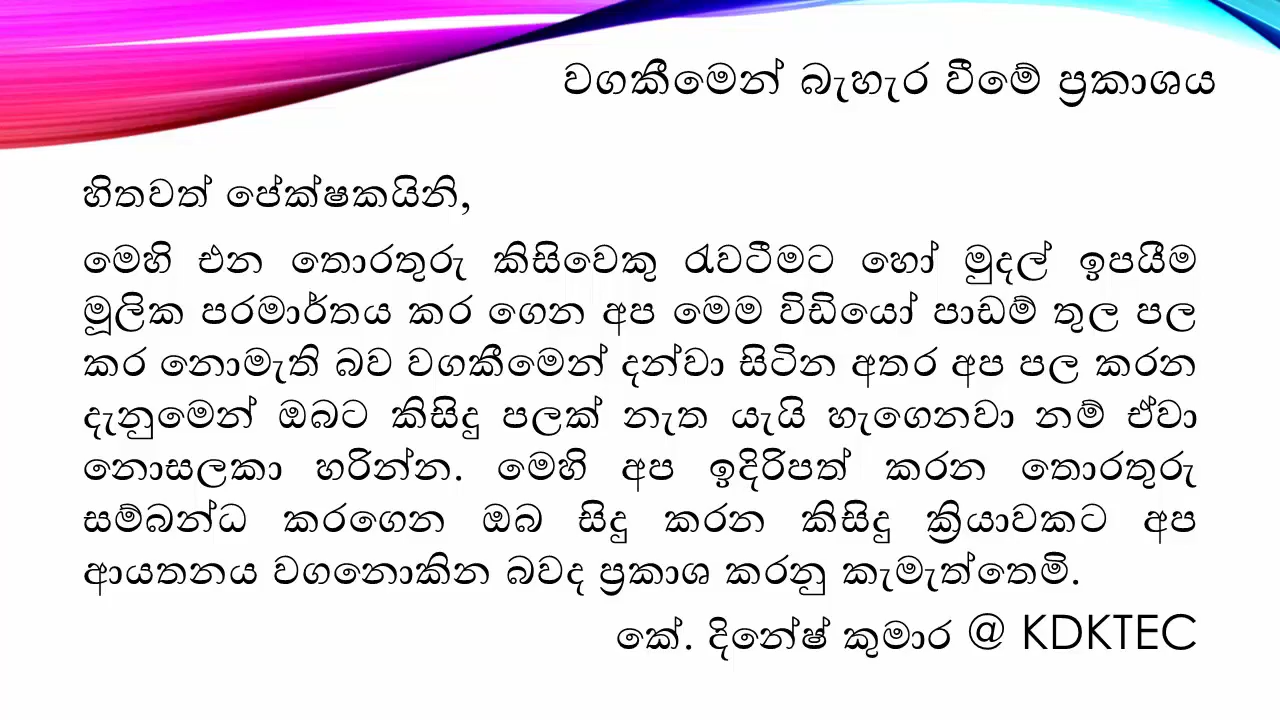 වගකීමෙන් බැහැර වීමේ ප්‍රකාශය
හිතවත් පේක්ෂකයිනි,
මෙහි එන තොරතුරු කිසිවෙකු රැවටීමට හෝ මුදල් ඉපයීම
මූලික පරමාර්තය කර ගෙන අප මෙම විඩියෝ පාඩම් තුල පල
කර නොමැති බව වගකීමෙන් දන්වා සිටින අතර අප පල කරන
දැනුමෙන් ඔබට කිසිදු පලක් නැත යැයි හැගෙනවා නම් ඒවා
නොසලකා හරින්න. මෙහි අප ඉදිරිපත් කරන තොරතුරු
සම්බන්ධ කරගෙන ඔබ සිදු කරන කිසිදු ක්‍රියාවකට අප
ආයතනය වගනොකින බවද ප්‍රකාශ කරනු කැමැත්තෙමි.
කේ. දිනේෂ් කුමාර @ KDKTEC